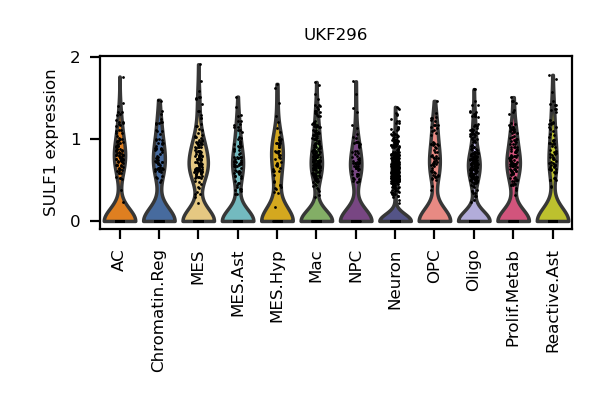 UKF296
SULF1 expression
2
1
0
AC
Chromatin.Reg
MES
MES.Ast
MES.Hyp
Mac
NPC
Neuron
OPC
Oligo
Prolif.Metab
Reactive.Ast